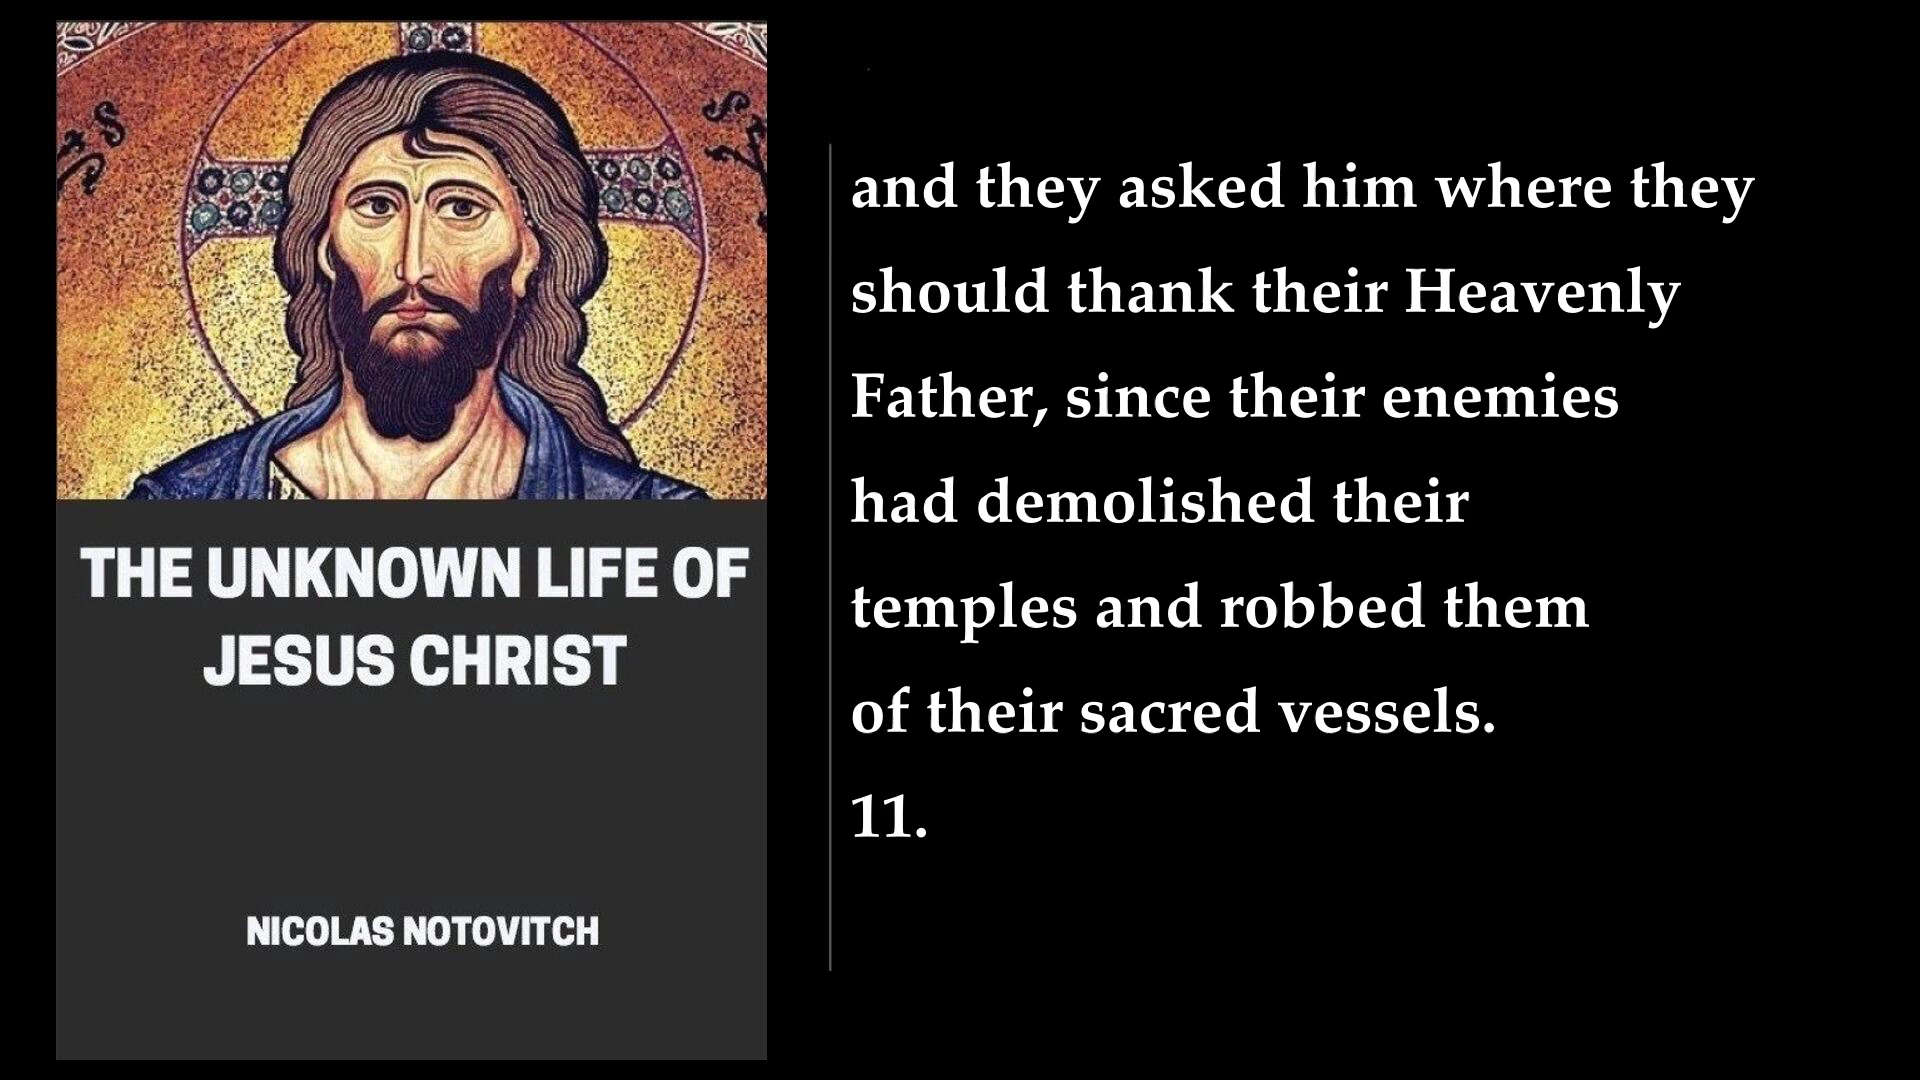 THE UNKNOWN LIFE OF
JESUS CHRIST
NICOLAS NOTOVITCH
and they asked him where they
should thank their Heavenly
Father, since their enemies
had demolished their
temples and robbed them
of their sacred vessels.
11.